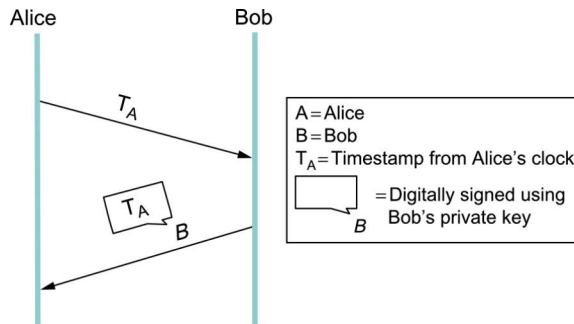 Alice
Bob
T_A
T_A
B
A=Alice
B=Bob
T_A=Timestamp from Alice's clock
=Digitally signed using
Bob's private key
B